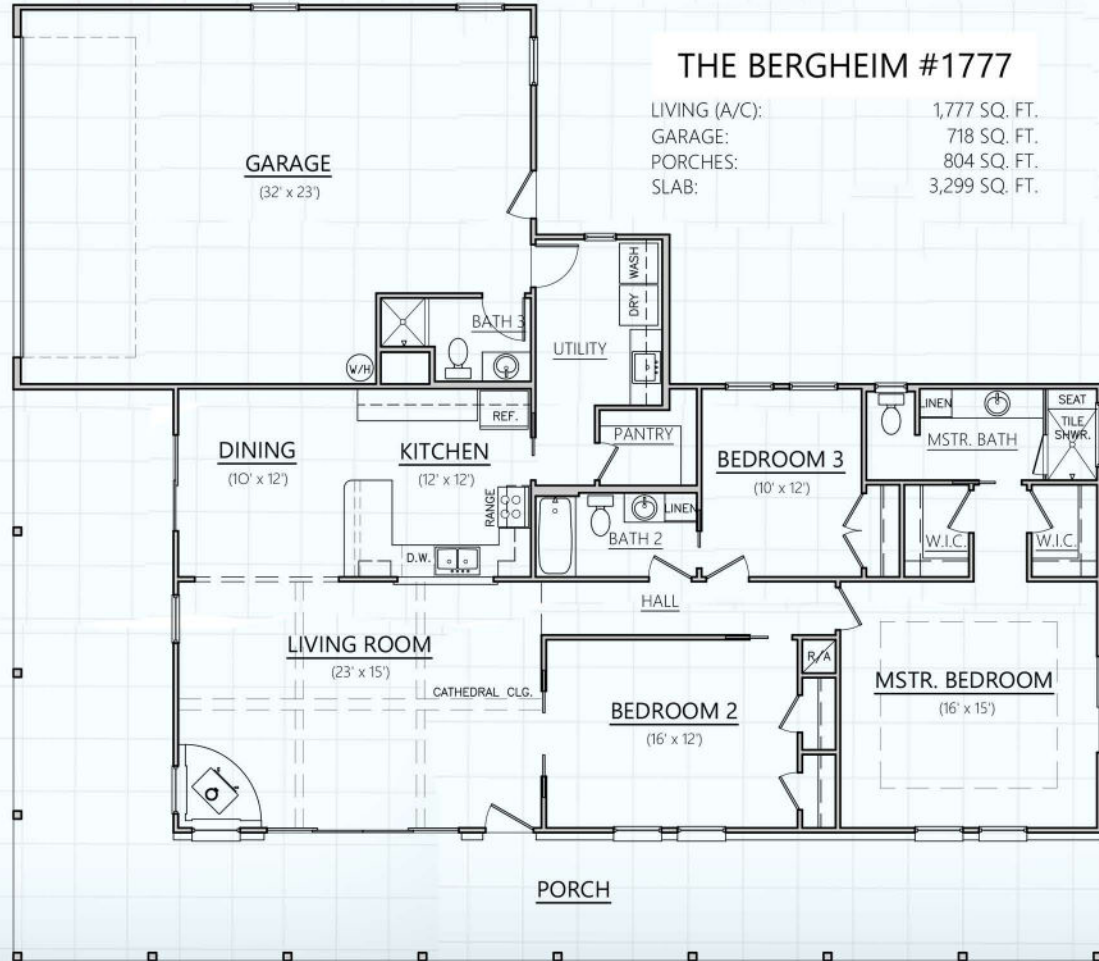 THE BERGHEIM #1777
LIVING (A/C): 1,777 SQ. FT.
GARAGE: 718 SQ. FT.
PORCHES: 804 SQ. FT.
SLAB: 3,299 SQ. FT.
GARAGE
(32' x 23')
WASH
DRY
BATH 3
UTILITY
W/H
REF.
DINING
(10' x 12')
KITCHEN
(12' x 12')
RANGE
D.W.
PANTRY
BATH 2
LINEN
BEDROOM 3
(10' x 12')
LINEN
MSTR. BATH
SEAT
TILE
SHWR.
W.I.C.
W.I.C.
HALL
LIVING ROOM
(23' x 15')
CATHEDRAL CLG.
R/A
BEDROOM 2
(16' x 12')
MSTR. BEDROOM
(16' x 15')
PORCH